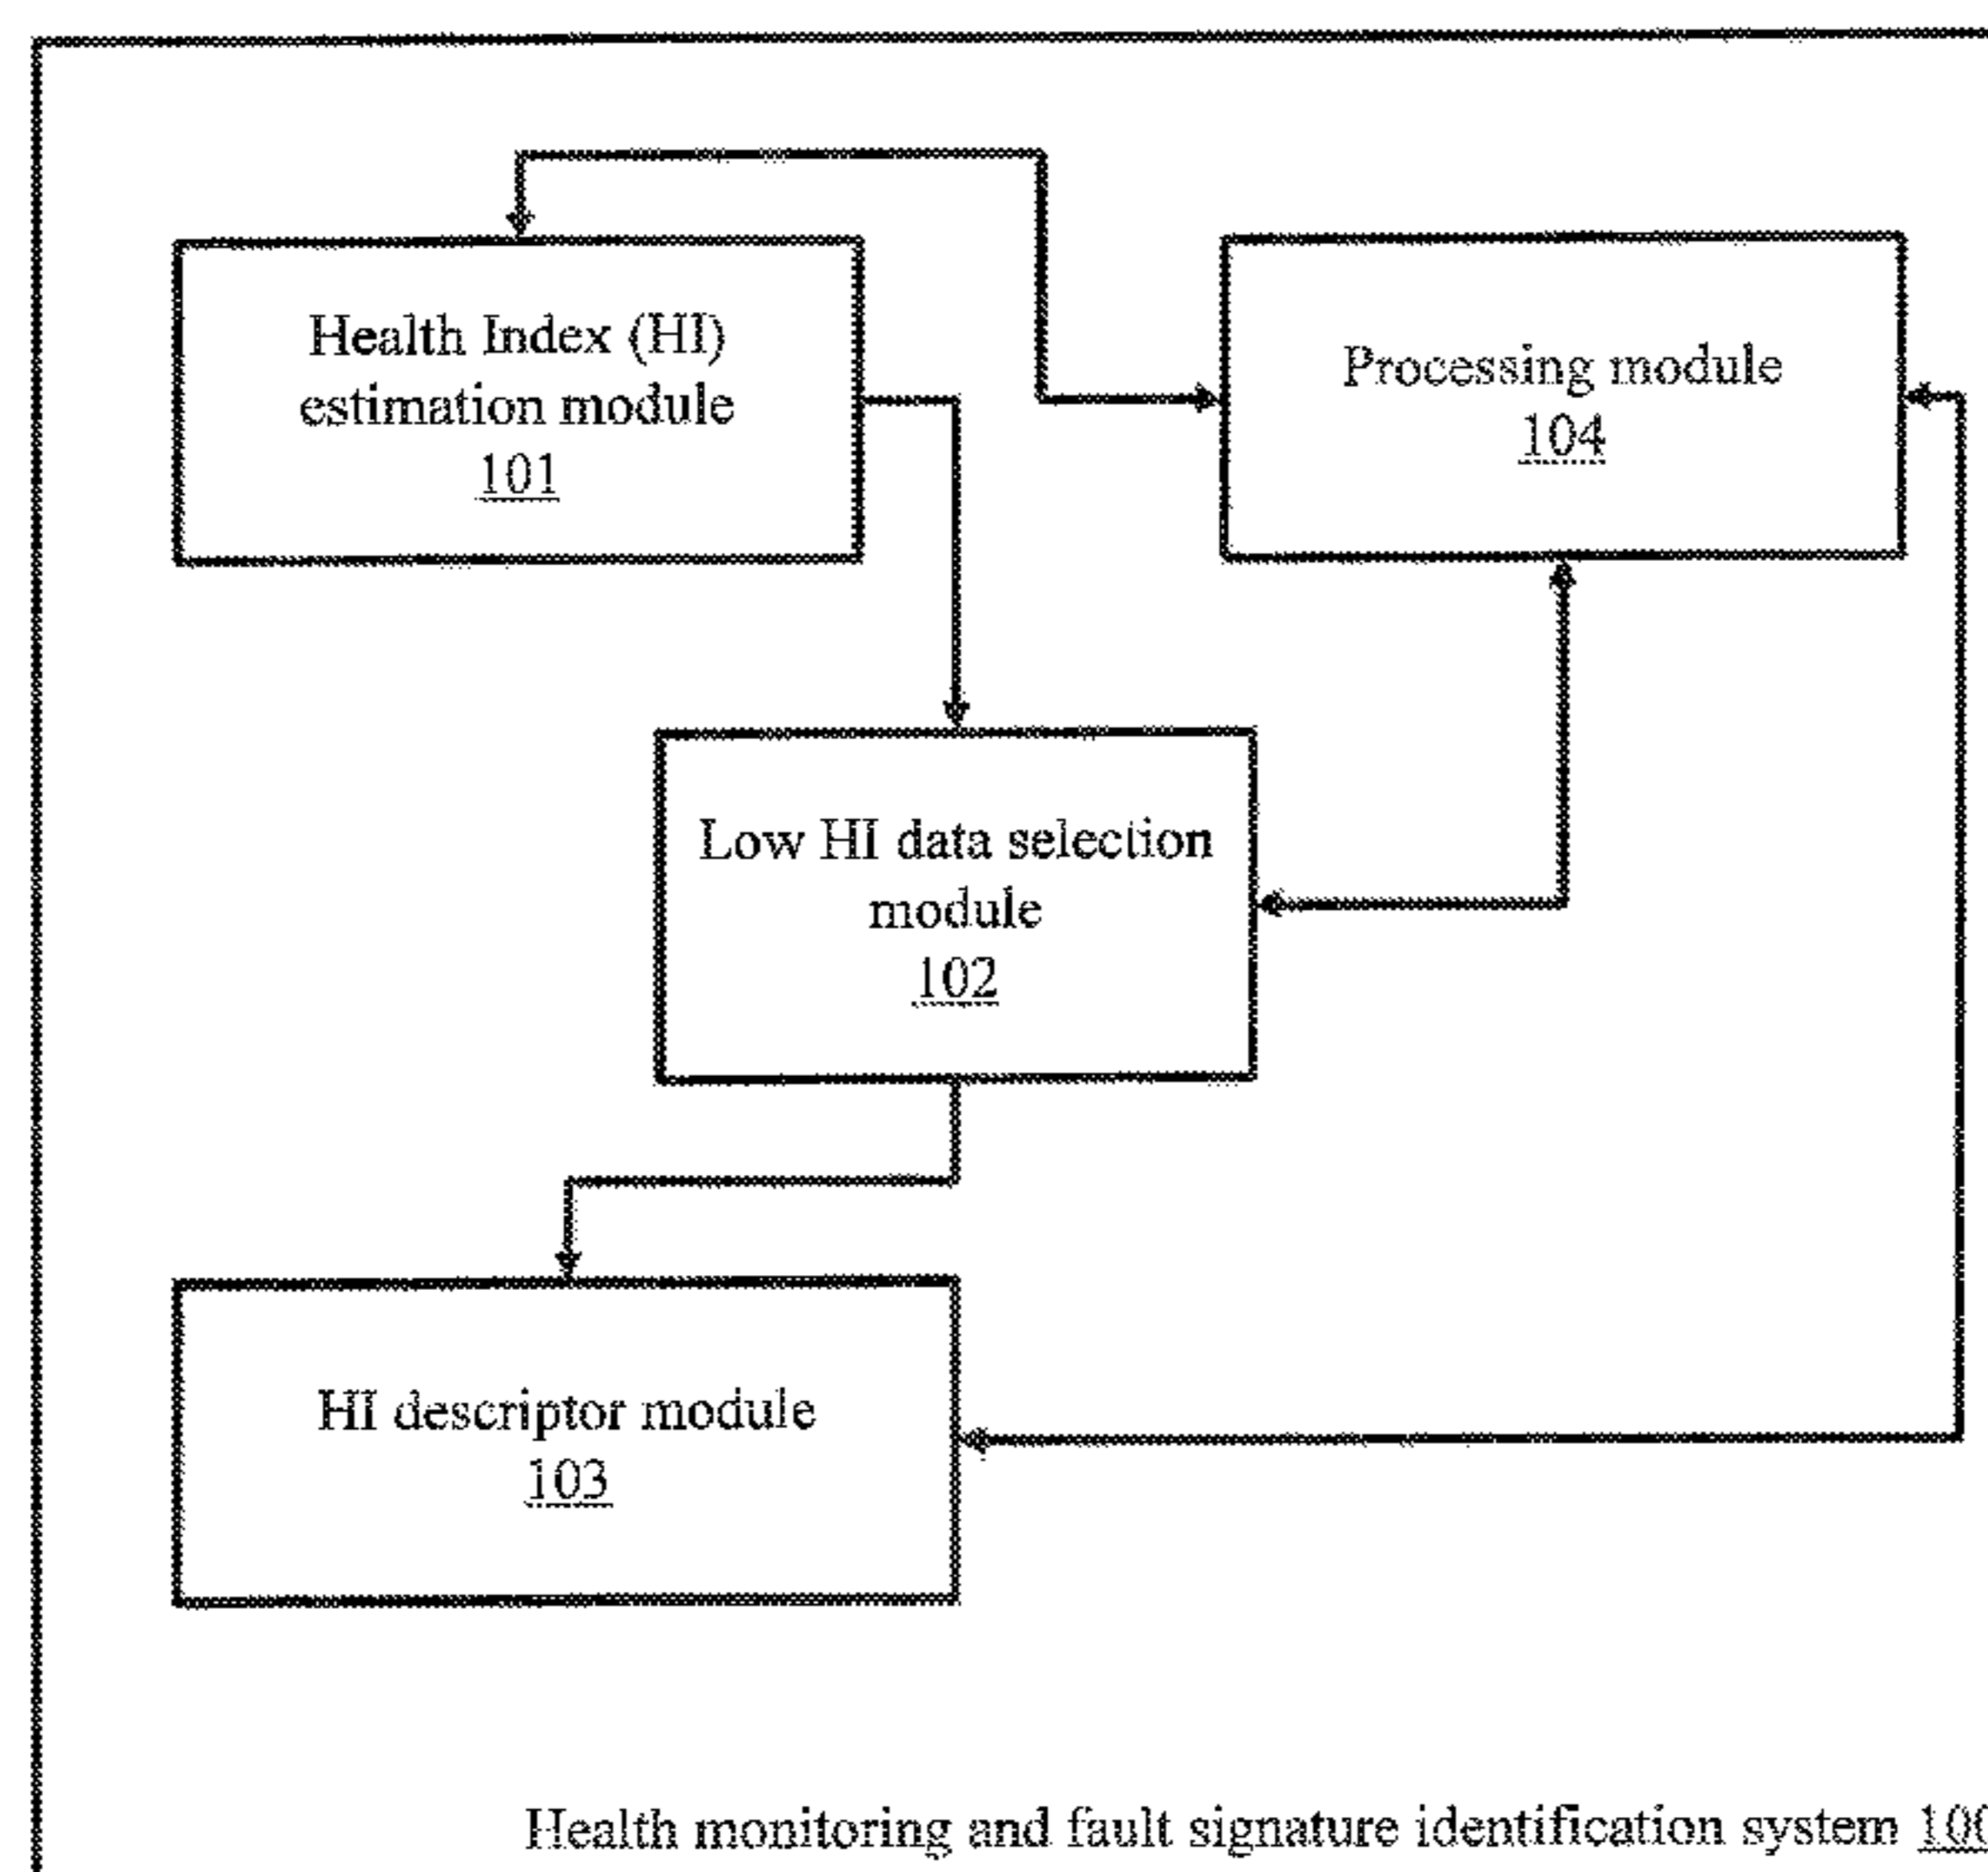 Health Index (HI)
estimation module
101
Processing module
104
Low HI data selection
module
102
HI descriptor module
103
Health monitoring and fault signature identification system 100